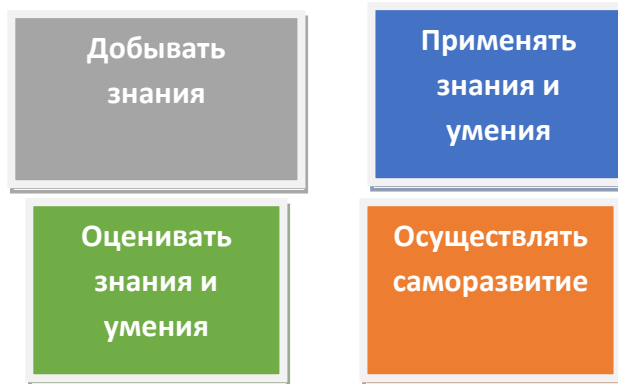 Добывать
знания
Применять
знания и
умения
Оценивать
знания и
умения
Осуществлять
саморазвитие